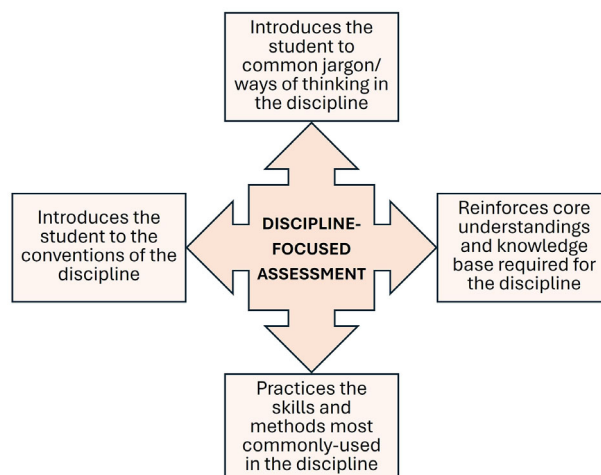 Introduces the
student to
common jargon/
ways of thinking in
the discipline
Introduces the
student to the
conventions of the
discipline
DISCIPLINE-
FOCUSED
ASSESSMENT
Reinforces core
understandings
and knowledge
base required for
the discipline
Practices the
skills and
methods most
commonly-used
in the discipline